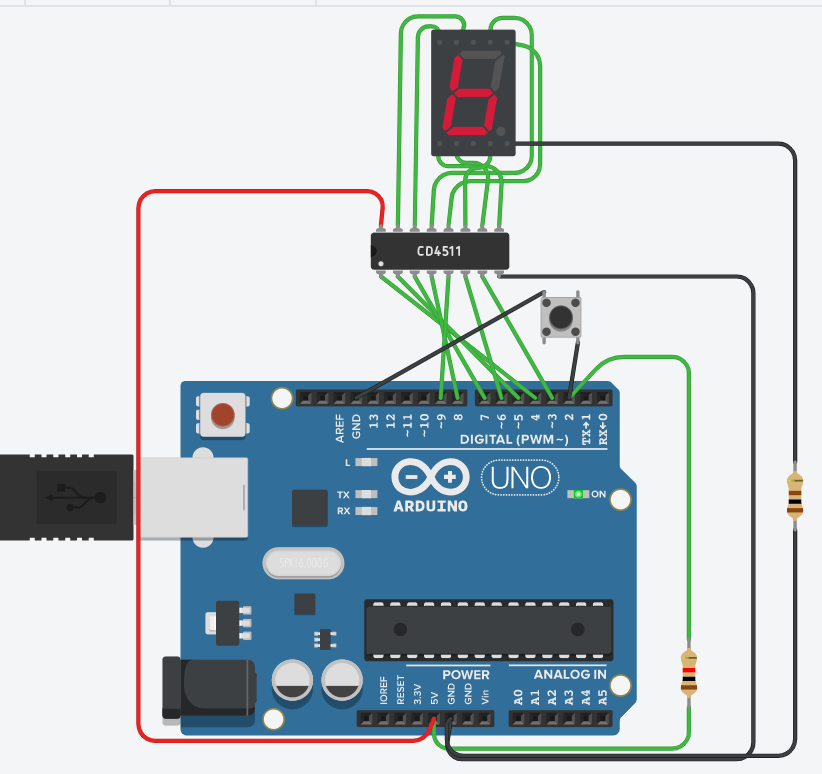 CD4511
AREF
GND
13
12
~11
~10
~9
8
7
~6
~5
4
~3
2
TX→1
RX←0
DIGITAL (PWM~)
L
TX
RX
UNO
ARDUINO
ON
SPK16.000G
POWER
ANALOG IN
IOREF
RESET
3.3V
5V
GND
GND
Vin
A0
A1
A2
A3
A4
A5